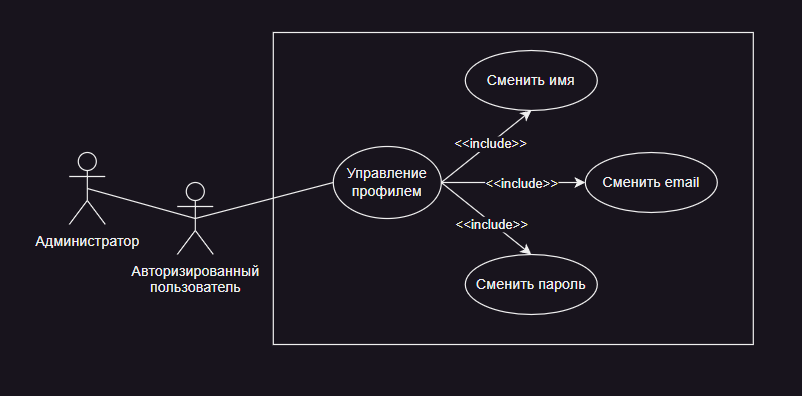 Сменить имя
<<include>>
Управление
профилем
<<include>>
Сменить email
<<include>>
Администратор
Авторизированный
пользователь
Сменить пароль